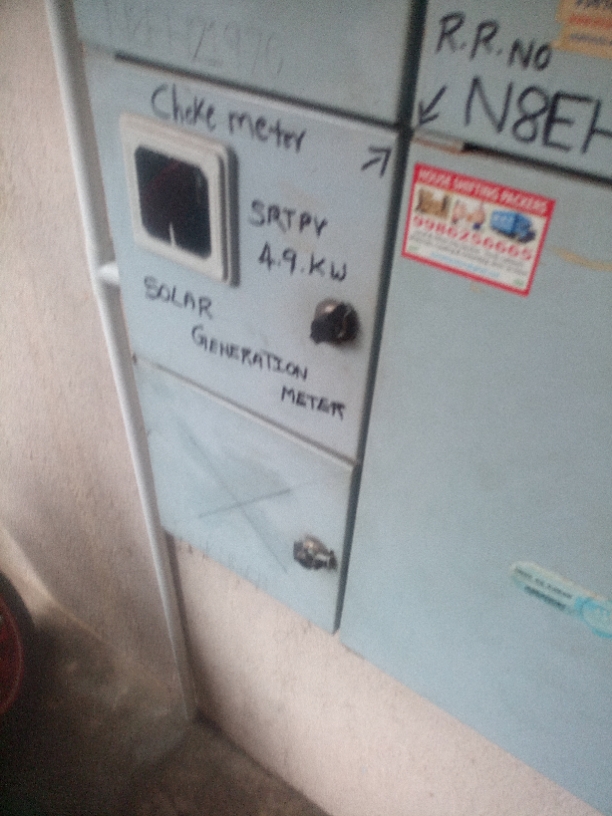 R.R.NO
N8EH
Choke meter
SRTPV
4.9.KW
SOLAR
GENERATION
METER
HOUSE SHIFTING PACKERS
9986256665